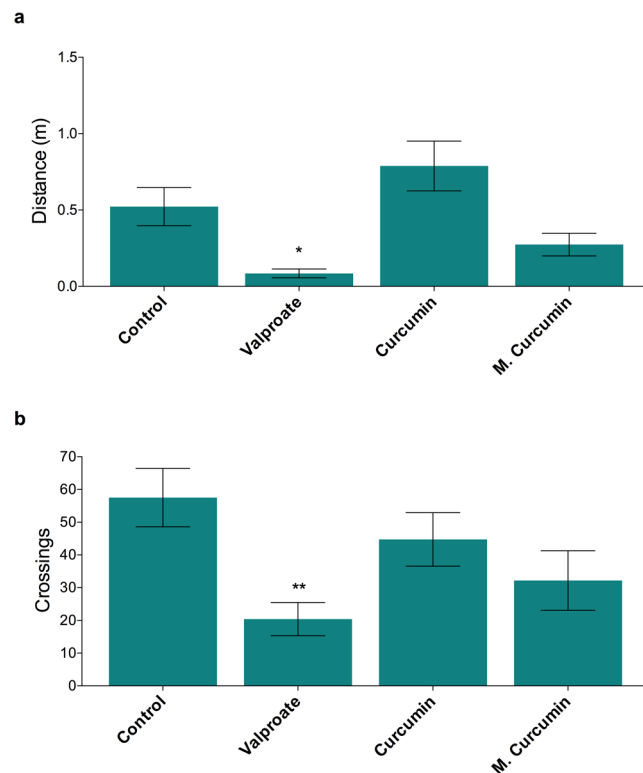 a
Distance (m)
1.5
1.0
0.5
0.0
*
Control
Valproate
Curcumin
M. Curcumin
b
Crossings
70
60
50
40
30
20
10
0
**
Control
Valproate
Curcumin
M. Curcumin